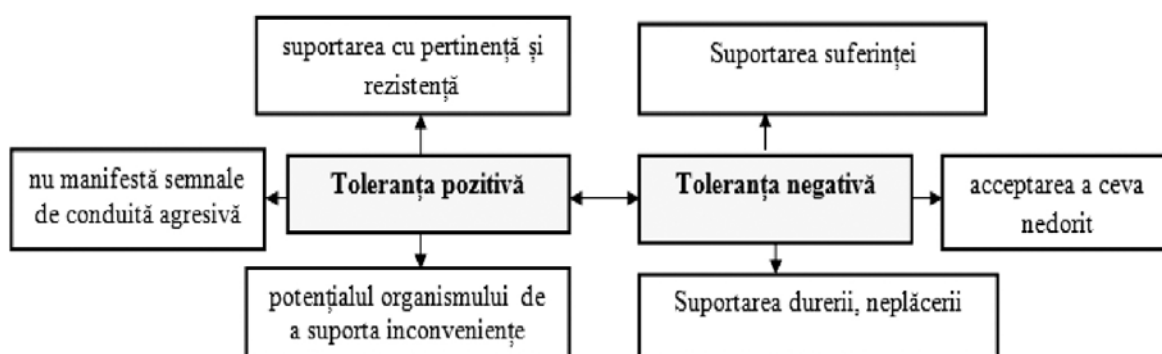 suportarea cu pertinență și
rezistență
Suportarea suferinței
nu manifestă semnale
de conduită agresivă
Toleranța pozitivă
Toleranța negativă
acceptarea a ceva
nedorit
potențialul organismului de
a suporta inconveniențe
Suportarea durerii, neplăcerii